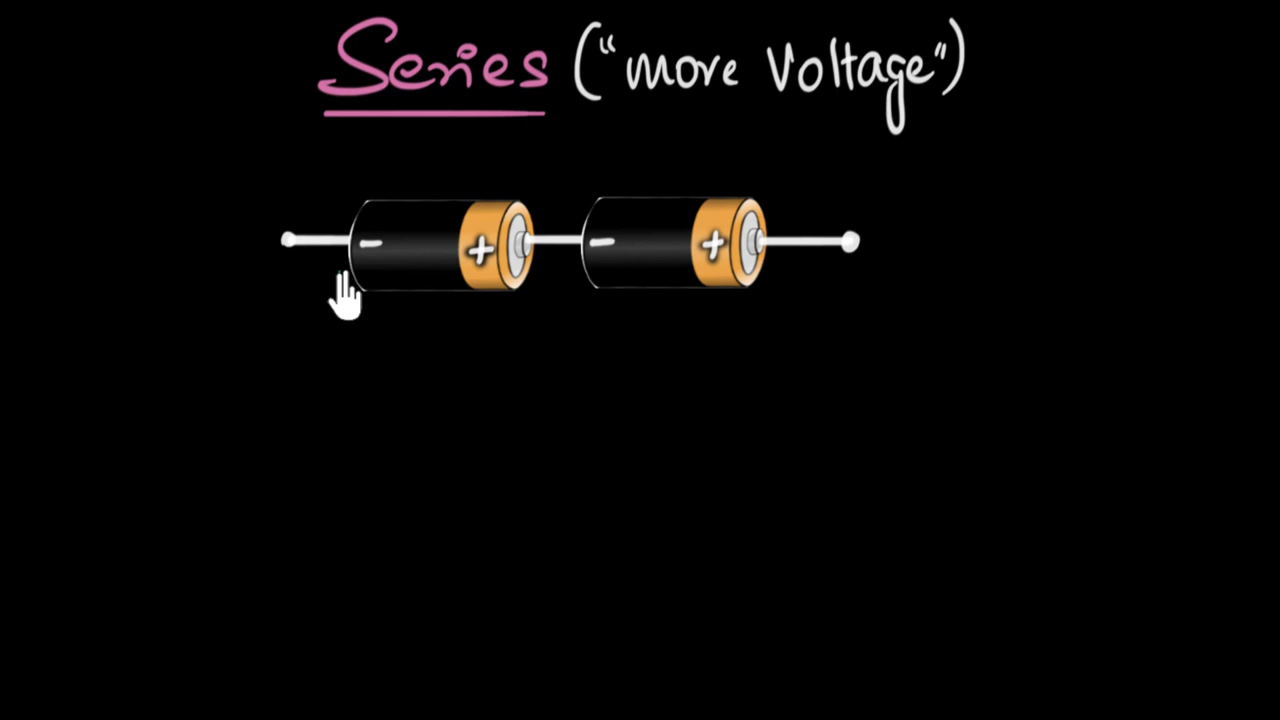 Series ("more Voltage")
- + - +